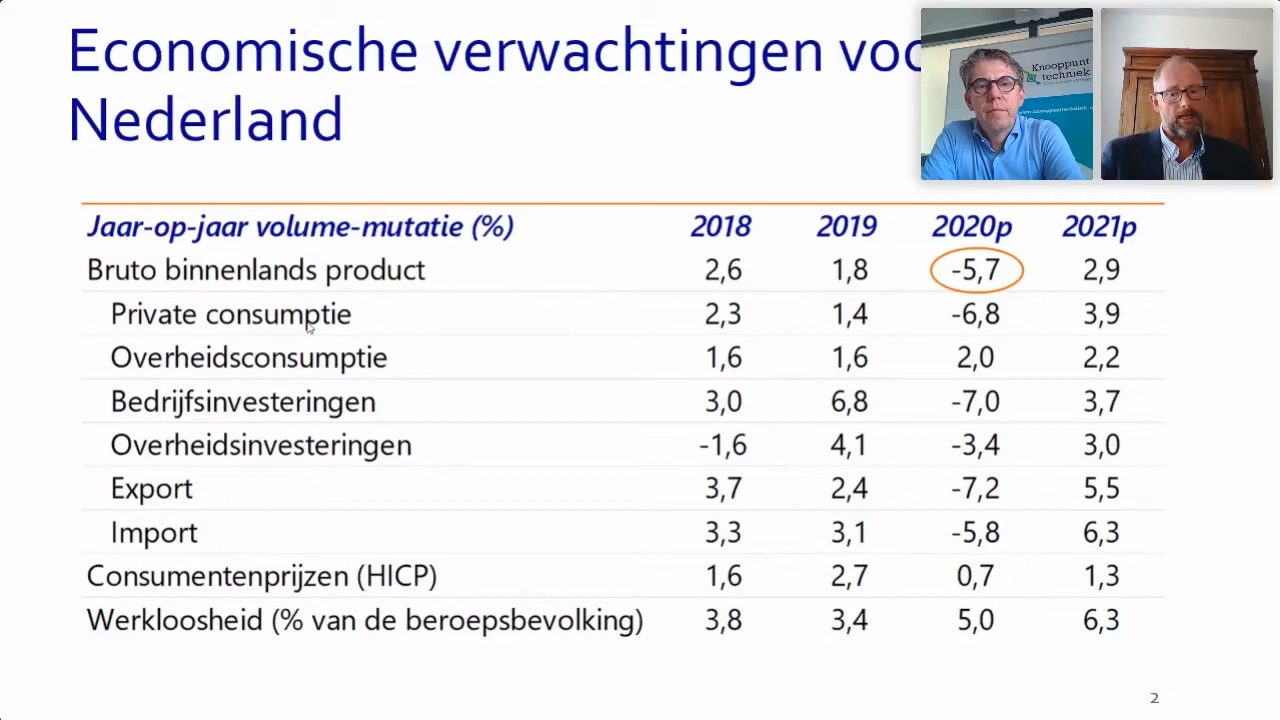 Economische verwachtingen voo
Nederland
Knooppunt
techniek
Jaar-op-jaar volume-mutatie (%) 2018 2019 2020p 2021p
Bruto binnenlands product 2,6 1,8 -5,7 2,9
Private consumptie 2,3 1,4 -6,8 3,9
Overheidsconsumptie 1,6 1,6 2,0 2,2
Bedrijfsinvesteringen 3,0 6,8 -7,0 3,7
Overheidsinvesteringen -1,6 4,1 -3,4 3,0
Export 3,7 2,4 -7,2 5,5
Import 3,3 3,1 -5,8 6,3
Consumentenprijzen (HICP) 1,6 2,7 0,7 1,3
Werkloosheid (% van de beroepsbevolking) 3,8 3,4 5,0 6,3
2